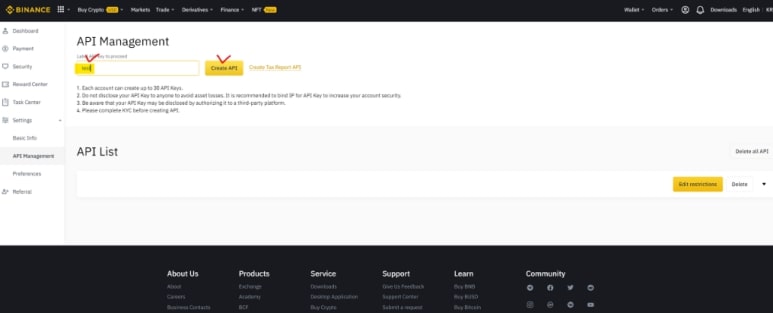 BINANCE Buy Crypto Markets Trade Derivatives Finance NFT Wallet Orders Downloads English
Dashboard
Payment
Security
Reward Center
Task Center
Settings
Basic Info
API Management
Preferences
Referral
API Management
Label API key to proceed
test
Create API
Create Tax Report API
1. Each account can create up to 30 API Keys.
2. Do not disclose your API Key to anyone to avoid asset losses. It is recommended to bind IP for API Key to increase your account security.
3. Be aware that your API Key may be disclosed by authorizing it to a third-party platform.
4. Please complete KYC before creating API.
API List
Delete all API
Edit restrictions
Delete
About Us Products Service Support Learn Community
About Exchange Downloads Give Us Feedback Buy BNB
Careers Academy Desktop Application Support Center Buy BUSD
Business Contacts Buy Crypto Submit a request Buy Bitcoin